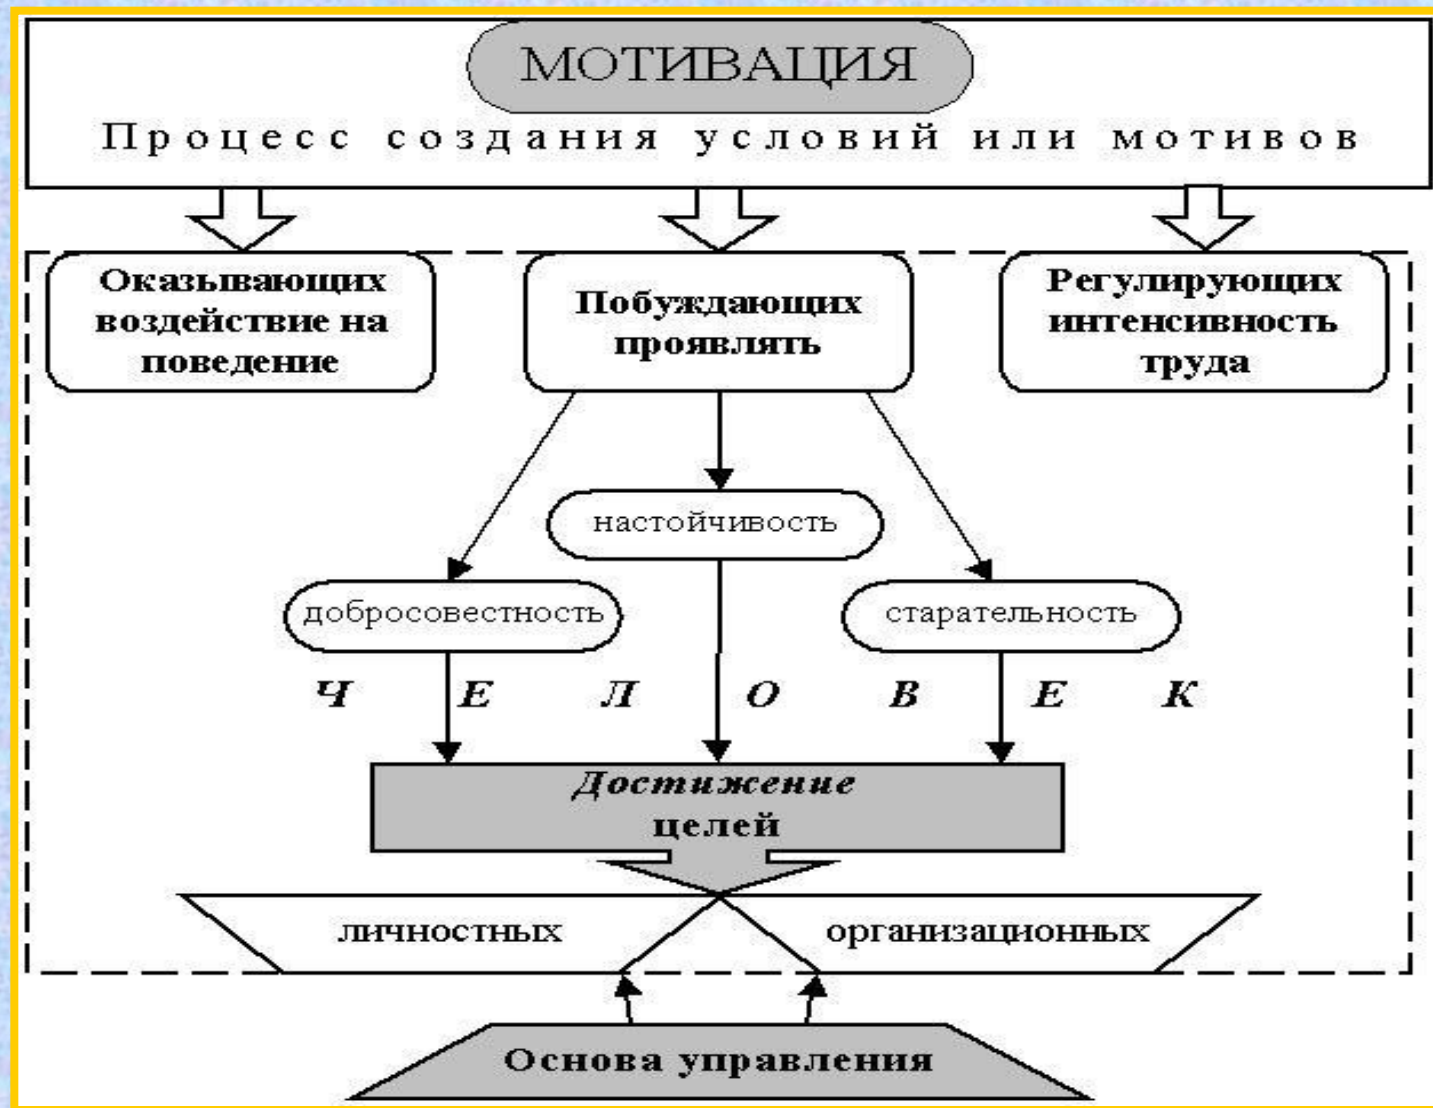 МОТИВАЦИЯ
Процесс создания условий или мотивов
Оказывающих
воздействие на
поведение
Побуждающих
проявлять
Регулирующих
интенсивность
труда
настойчивость
добросовестность
старательность
Ч Е Л О В Е К
Достижение
целей
личностных
организационных
Основа управления